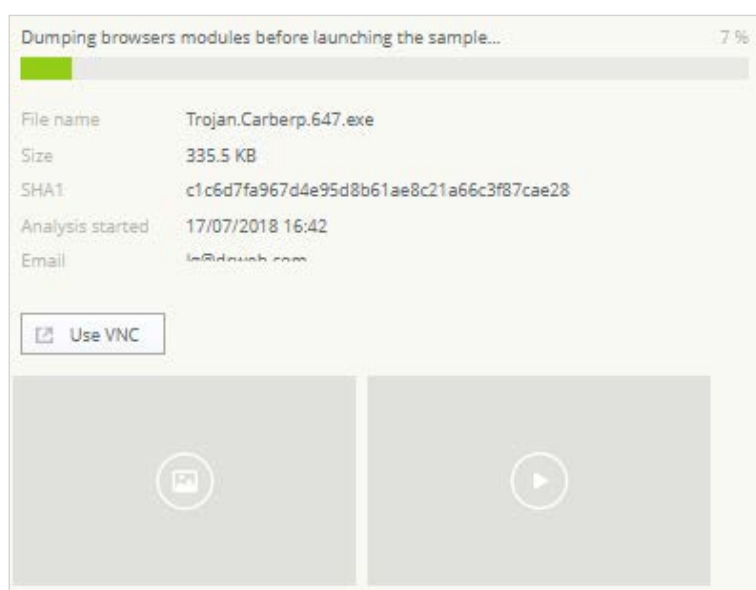 Dumping browsers modules before launching the sample... 7 %
File name Trojan.Carberp.647.exe
Size 335.5 KB
SHA1 c1c6d7fa967d4e95d8b61ae8c21a66c3f87cae28
Analysis started 17/07/2018 16:42
Email
Use VNC